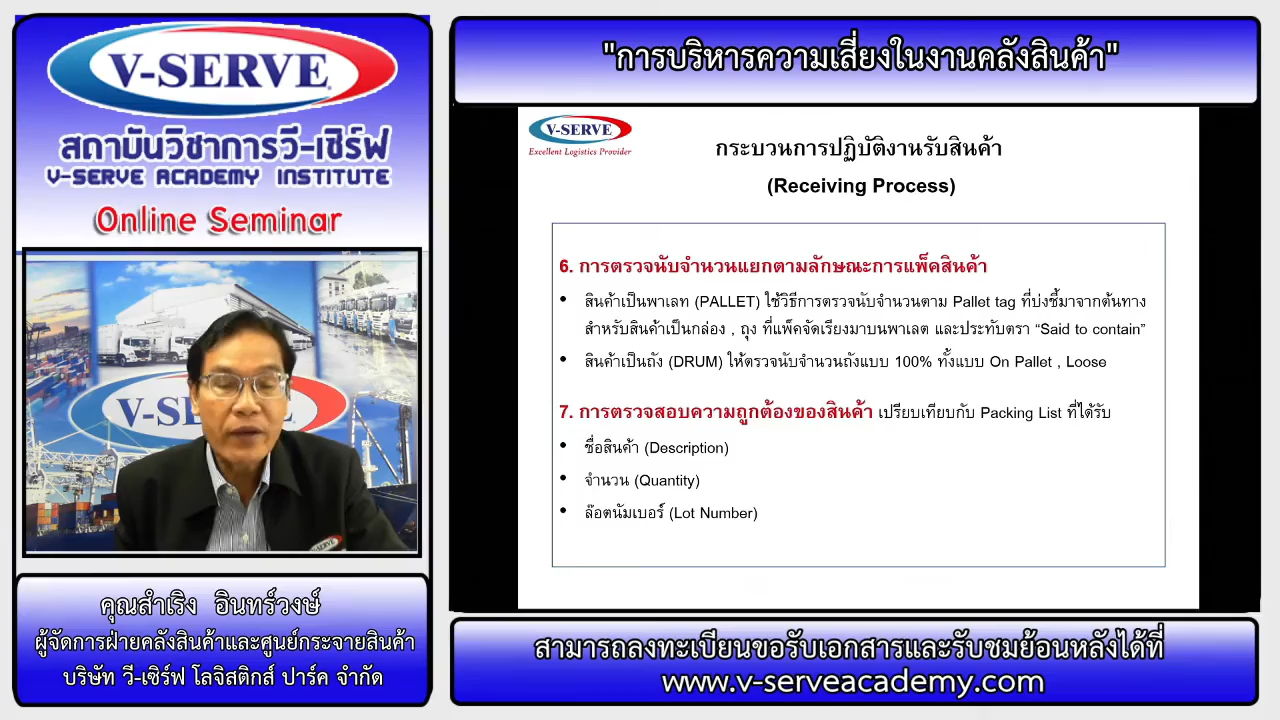 V-SERVE
สถาบันวิชาการวี-เซิร์ฟ
V-SERVE ACADEMY INSTITUTE
Online Seminar
V-SERVE
คุณสำเริง อินทร์วงษ์
ผู้จัดการฝ่ายคลังสินค้าและศูนย์กระจายสินค้า
บริษัท วี-เซิร์ฟ โลจิสติกส์ ปาร์ค จำกัด
"การบริหารความเสี่ยงในงานคลังสินค้า"
V-SERVE
Excellent Logistics Provider
กระบวนการปฏิบัติงานรับสินค้า
(Receiving Process)
6. การตรวจนับจำนวนแยกตามลักษณะการแพ็คสินค้า
• สินค้าเป็นพาเลท (PALLET) ใช้วิธีการตรวจนับจำนวนตาม Pallet tag ที่บ่งชี้มาจากต้นทาง
สำหรับสินค้าเป็นกล่อง , ถุง ที่แพ็คจัดเรียงมาบนพาเลต และประทับตรา “Said to contain”
• สินค้าเป็นถัง (DRUM) ให้ตรวจนับจำนวนถังแบบ 100% ทั้งแบบ On Pallet , Loose
7. การตรวจสอบความถูกต้องของสินค้า เปรียบเทียบกับ Packing List ที่ได้รับ
• ชื่อสินค้า (Description)
• จำนวน (Quantity)
• ล๊อตนัมเบอร์ (Lot Number)
สามารถลงทะเบียนขอรับเอกสารและรับชมย้อนหลังได้ที่
www.v-serveacademy.com